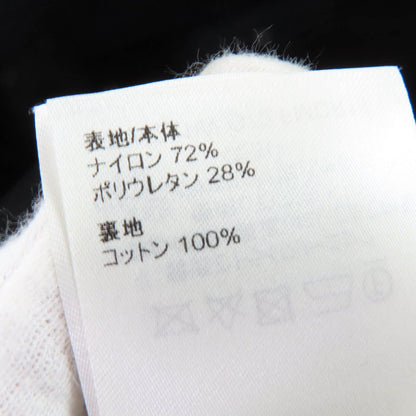 表地/本体
ナイロン 72%
ポリウレタン 28%
裏地
コットン 100%